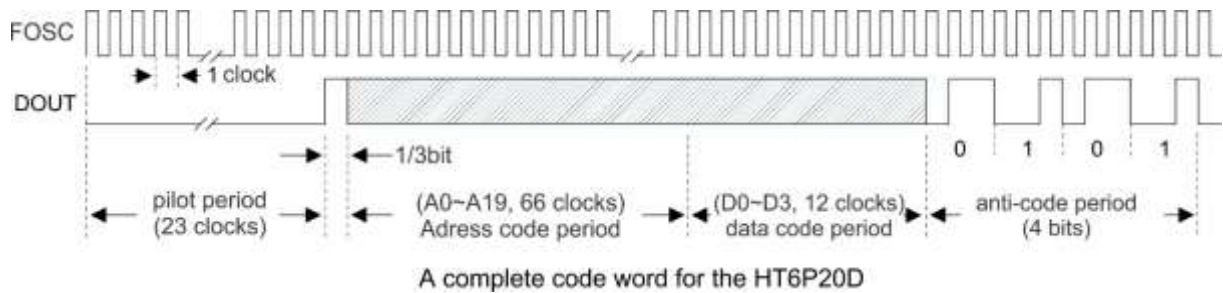 FOSC
1 clock
DOUT
1/3bit
0 1 0 1
pilot period
(23 clocks)
(A0~A19, 66 clocks)
Adress code period
(D0~D3, 12 clocks)
data code period
anti-code period
(4 bits)
A complete code word for the HT6P20D